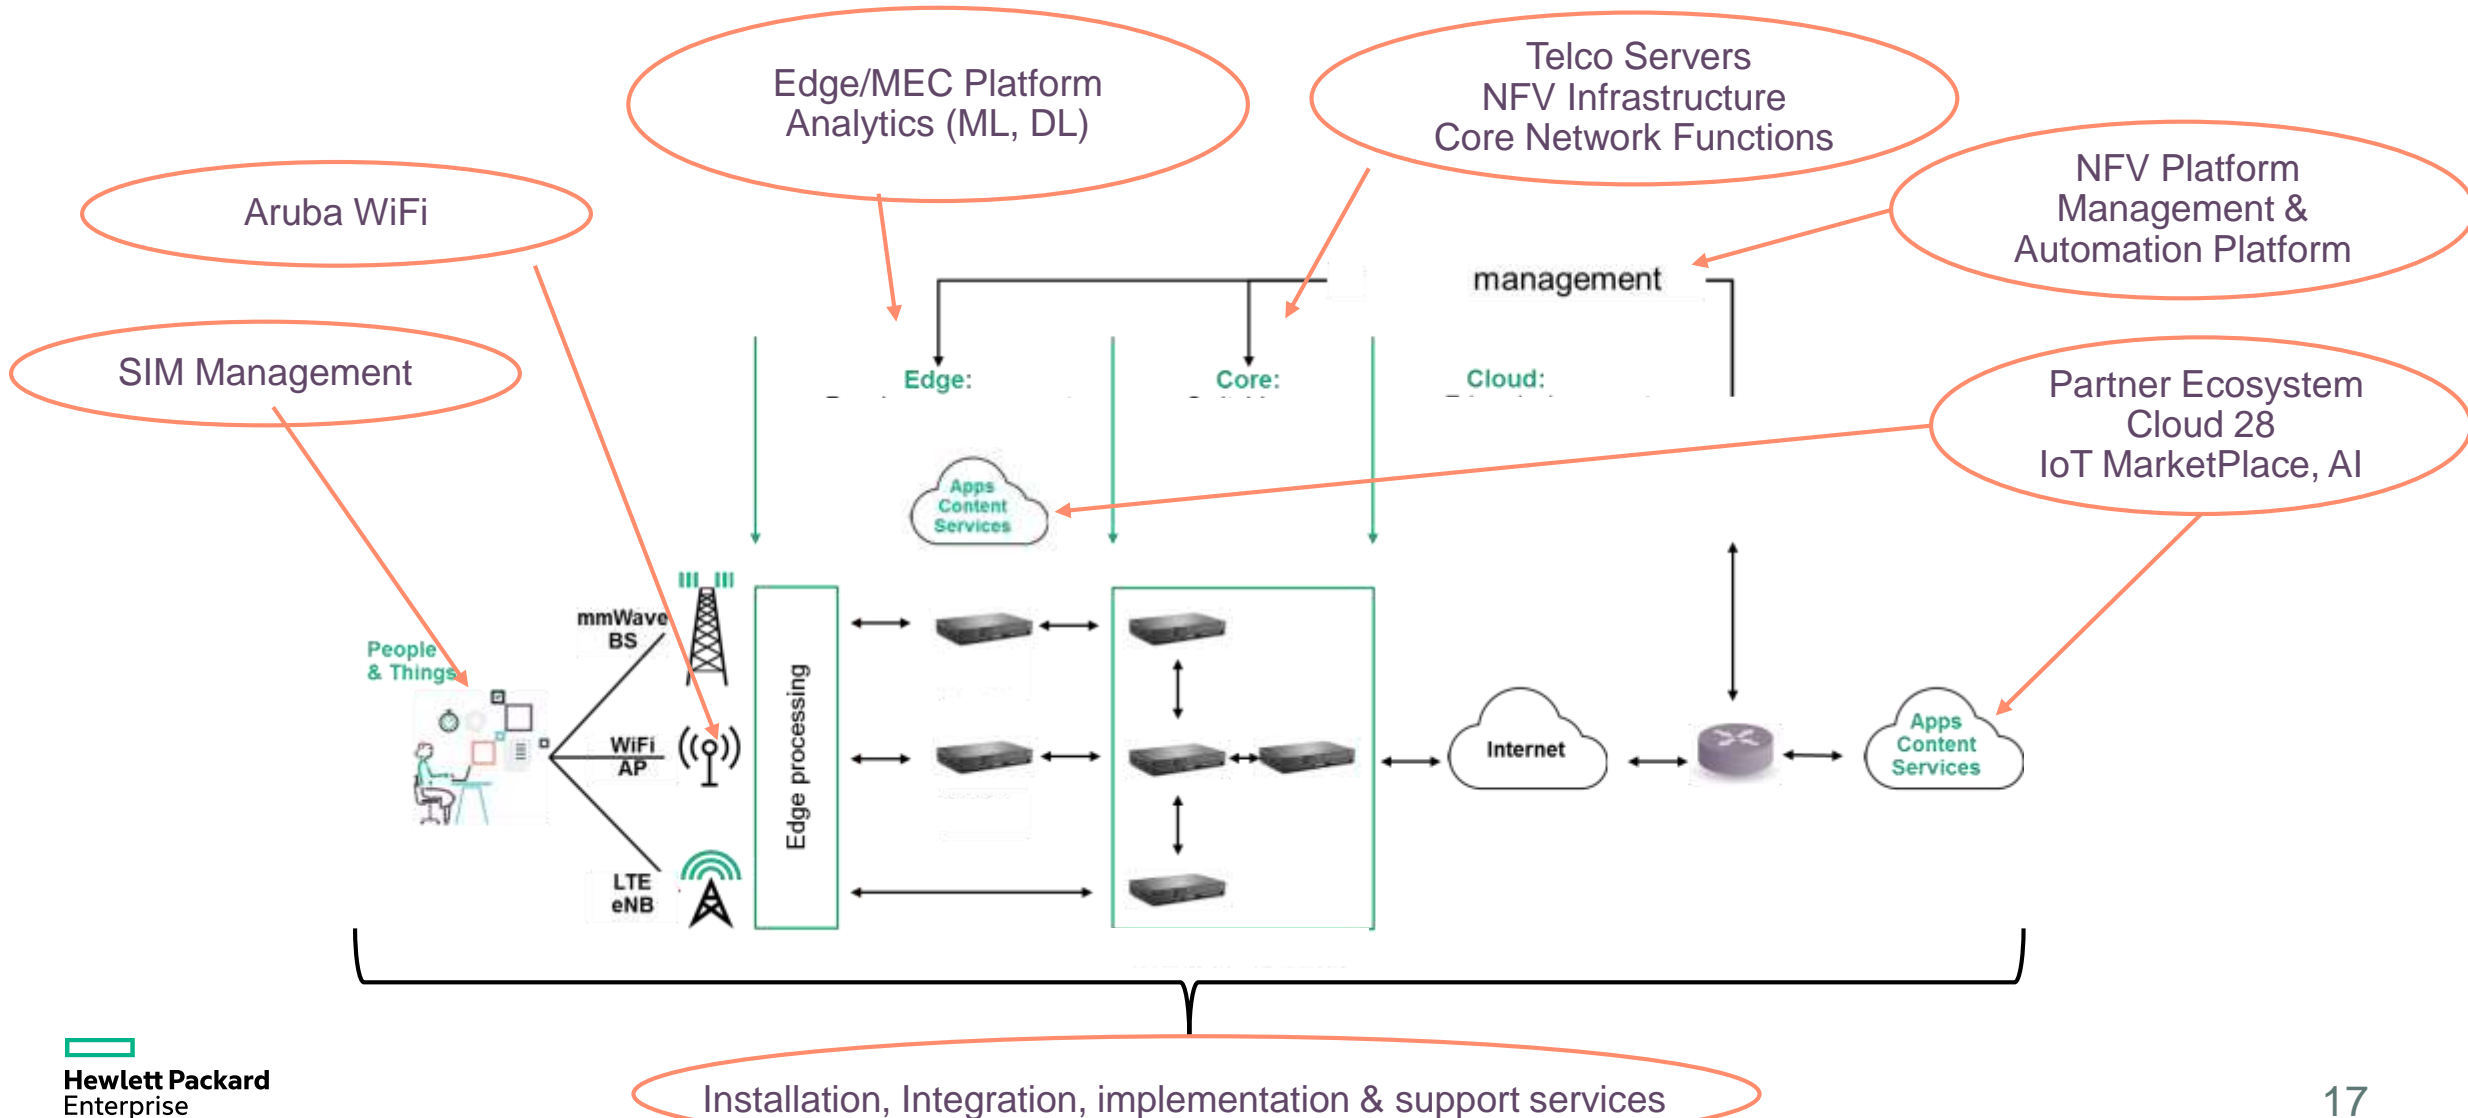 Edge/MEC Platform
Analytics (ML, DL)
Telco Servers
NFV Infrastructure
Core Network Functions
NFV Platform
Management &
Automation Platform
Aruba WiFi
management
SIM Management
Edge:
Core:
Cloud:
Partner Ecosystem
Cloud 28
IoT MarketPlace, AI
Apps
Content
Services
mmWave
BS
People
& Things
WiFi
AP
LTE
eNB
Edge processing
Internet
Apps
Content
Services
Hewlett Packard
Enterprise
Installation, Integration, implementation & support services
17